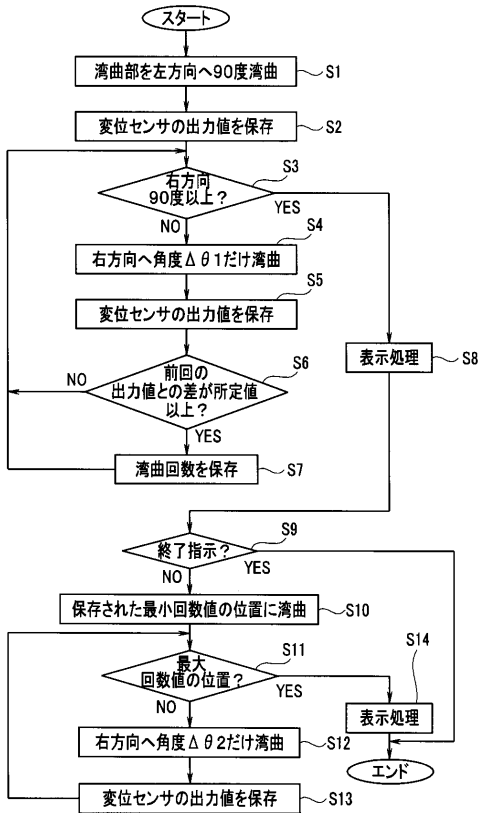 スタート
湾曲部を左方向へ90度湾曲
S1
変位センサの出力値を保存
S2
右方向
90度以上?
S3
YES
NO
S4
右方向へ角度Δθ1だけ湾曲
S5
変位センサの出力値を保存
前回の
出力値との差が所定値
以上?
S6
NO
YES
表示処理
S8
湾曲回数を保存
S7
終了指示?
S9
NO
YES
保存された最小回数値の位置に湾曲
S10
最大
回数値の位置?
S11
YES
NO
S14
表示処理
右方向へ角度Δθ2だけ湾曲
S12
エンド
変位センサの出力値を保存
S13